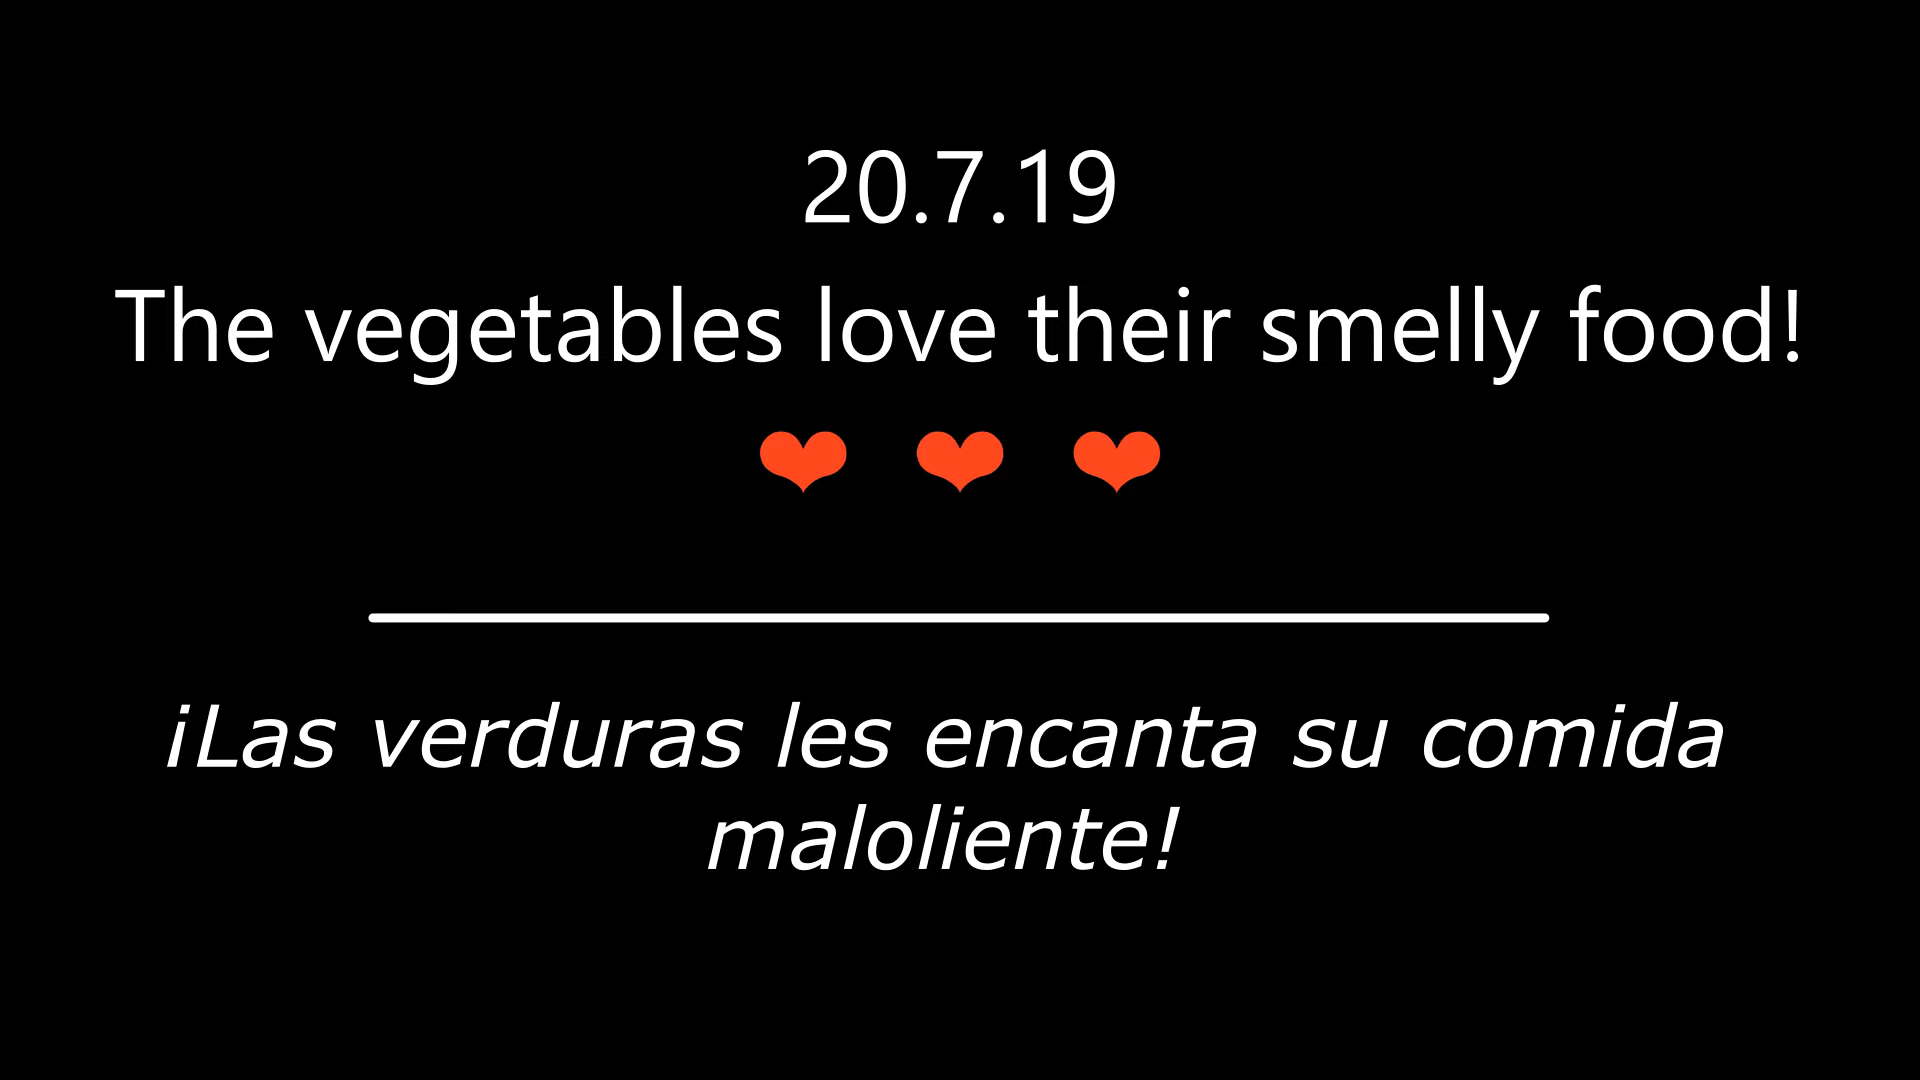 20.7.19
The vegetables love their smelly food!
❤ ❤ ❤
¡Las verduras les encanta su comida
maloliente!